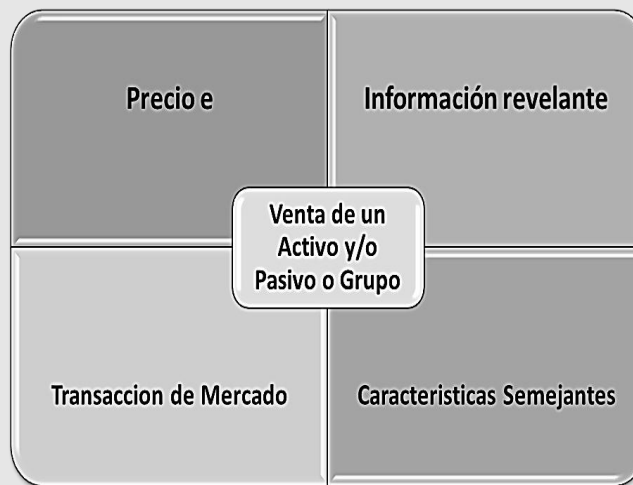 Precio e
Información revelante
Venta de un
Activo y/o
Pasivo o Grupo
Transaccion de Mercado
Caracteristicas Semejantes